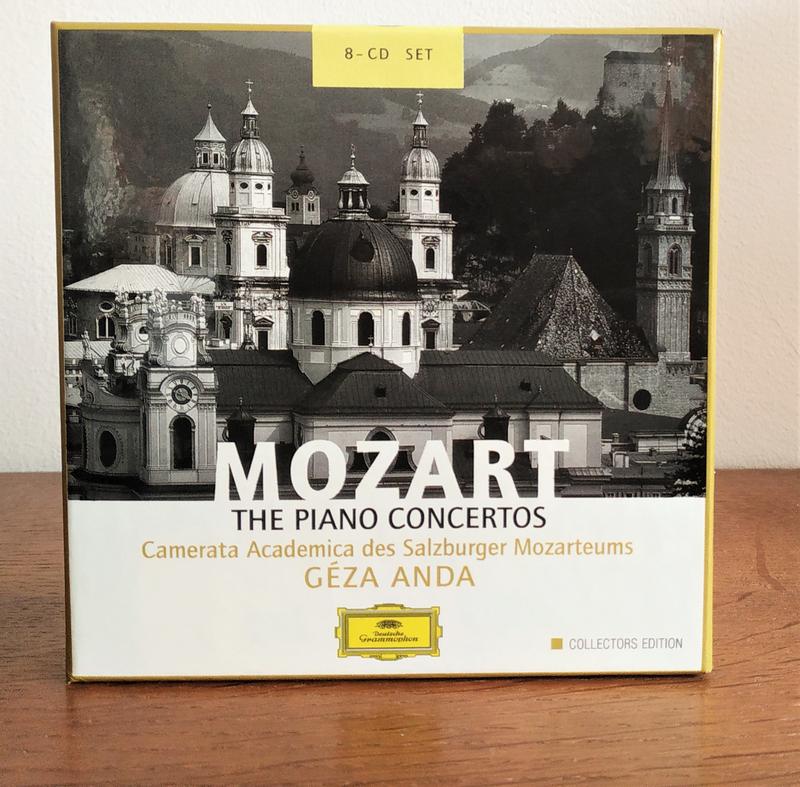 8-CD SET
MOZART
THE PIANO CONCERTOS
Camerata Academica des Salzburger Mozarteums
GÉZA ANDA
Deutsche
Grammophon
COLLECTORS EDITION